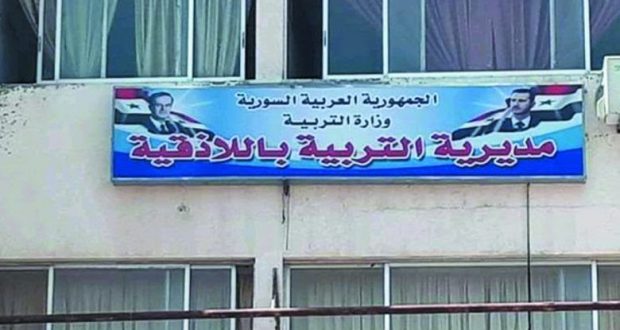 الجمهورية العربية السورية
وزارة التربية
مديرية التربية باللاذقية